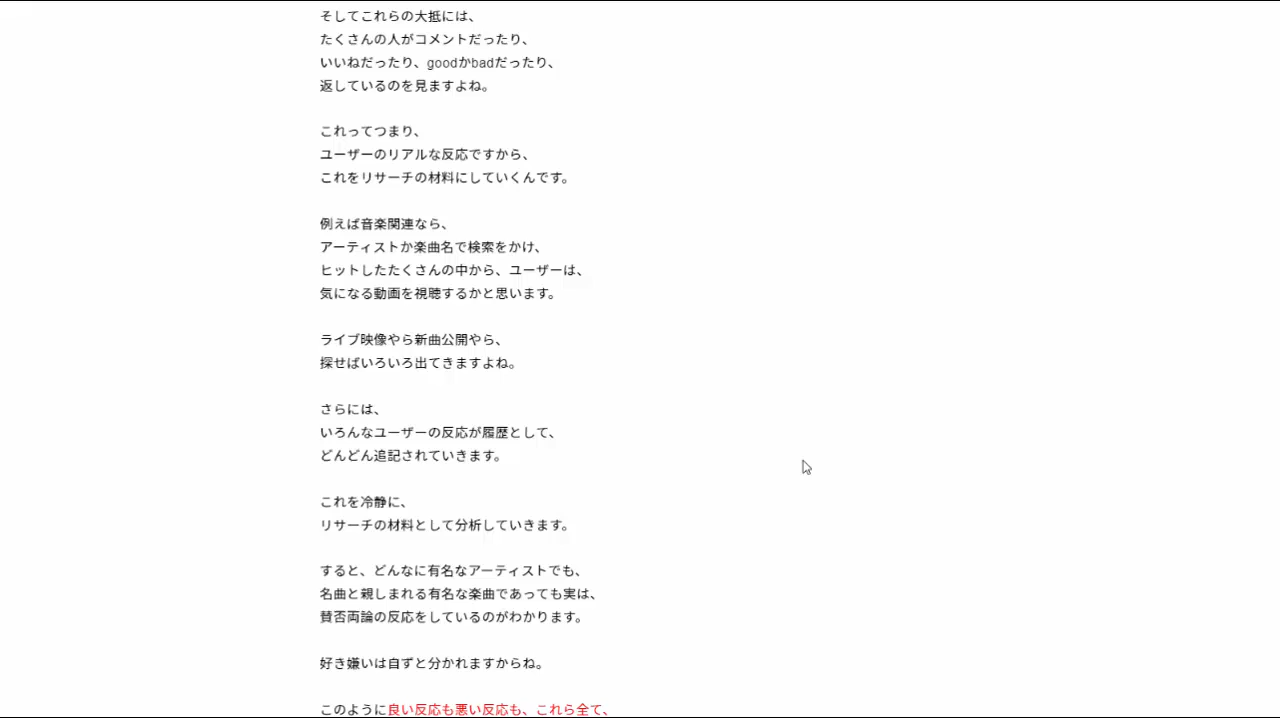 そしてこれらの大抵には、
たくさんの人がコメントだったり、
いいねだったり、goodかbadだったり、
返しているのを見ますよね。
これってつまり、
ユーザーのリアルな反応ですから、
これをリサーチの材料にしていくんです。
例えば音楽関連なら、
アーティストか楽曲名で検索をかけ、
ヒットしたたくさんの中から、ユーザーは、
気になる動画を視聴するかと思います。
ライブ映像やら新曲公開やら、
探せばいろいろ出てきますよね。
さらには、
いろんなユーザーの反応が履歴として、
どんどん追記されていきます。
これを冷静に、
リサーチの材料として分析していきます。
すると、どんなに有名なアーティストでも、
名曲と親しまれる有名な楽曲であっても実は、
賛否両論の反応をしているのがわかります。
好き嫌いは自ずと分かれますからね。
このように良い反応も悪い反応も、これら全て、